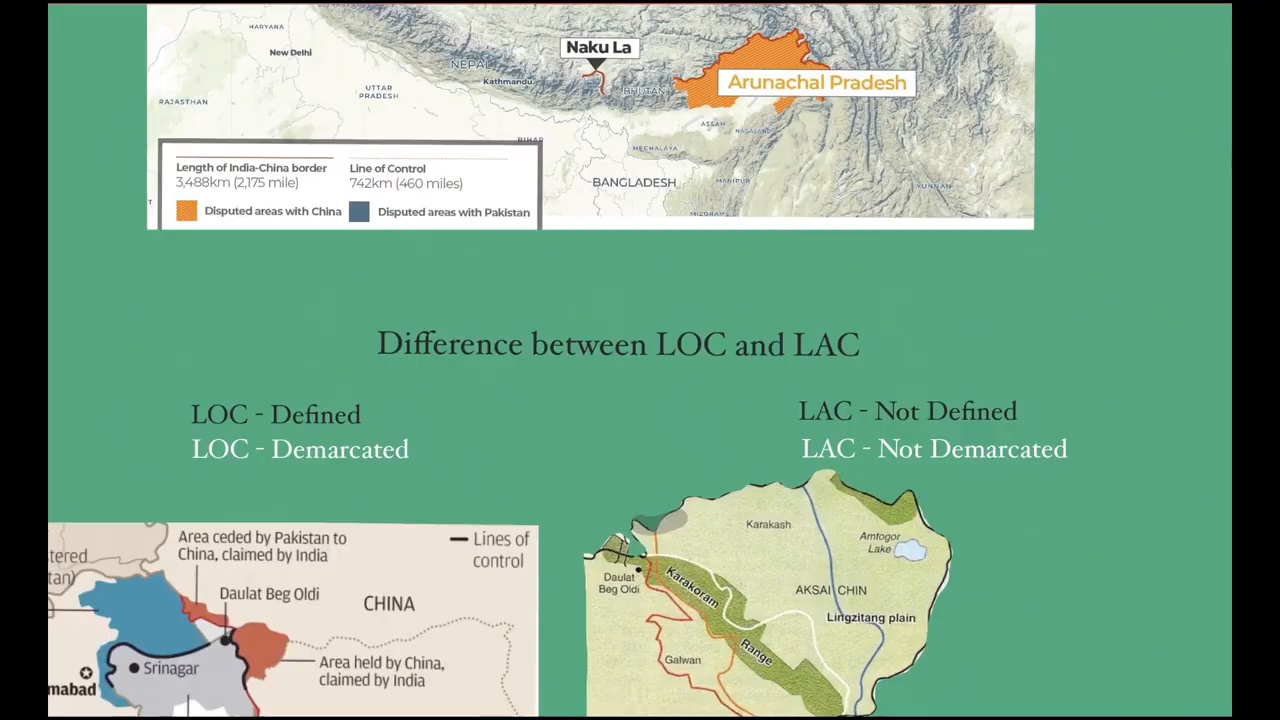 HARYANA
New Delhi
Naku La
NEPAL
Kathmandu
Arunachal Pradesh
UTTAR
PRADESH
BHUTAN
RAJASTHAN
ASSAM
NAGALAND
BIHAR
MEGHALAYA
BANGLADESH
MANIPUR
YUNNAN
MIZORAM
Length of India-China border
3,488km (2,175 mile)
Line of Control
742km (460 miles)
Disputed areas with China
Disputed areas with Pakistan
Difference between LOC and LAC
LOC - Defined
LOC - Demarcated
LAC - Not Defined
LAC - Not Demarcated
Area ceded by Pakistan to
China, claimed by India
Lines of
control
Daulat Beg Oldi
CHINA
Srinagar
Area held by China,
claimed by India
Karakash
Amtogor
Lake
Daulat
Beg Oldi
Karakoram
Range
AKSAI CHIN
Lingzitang plain
Galwan